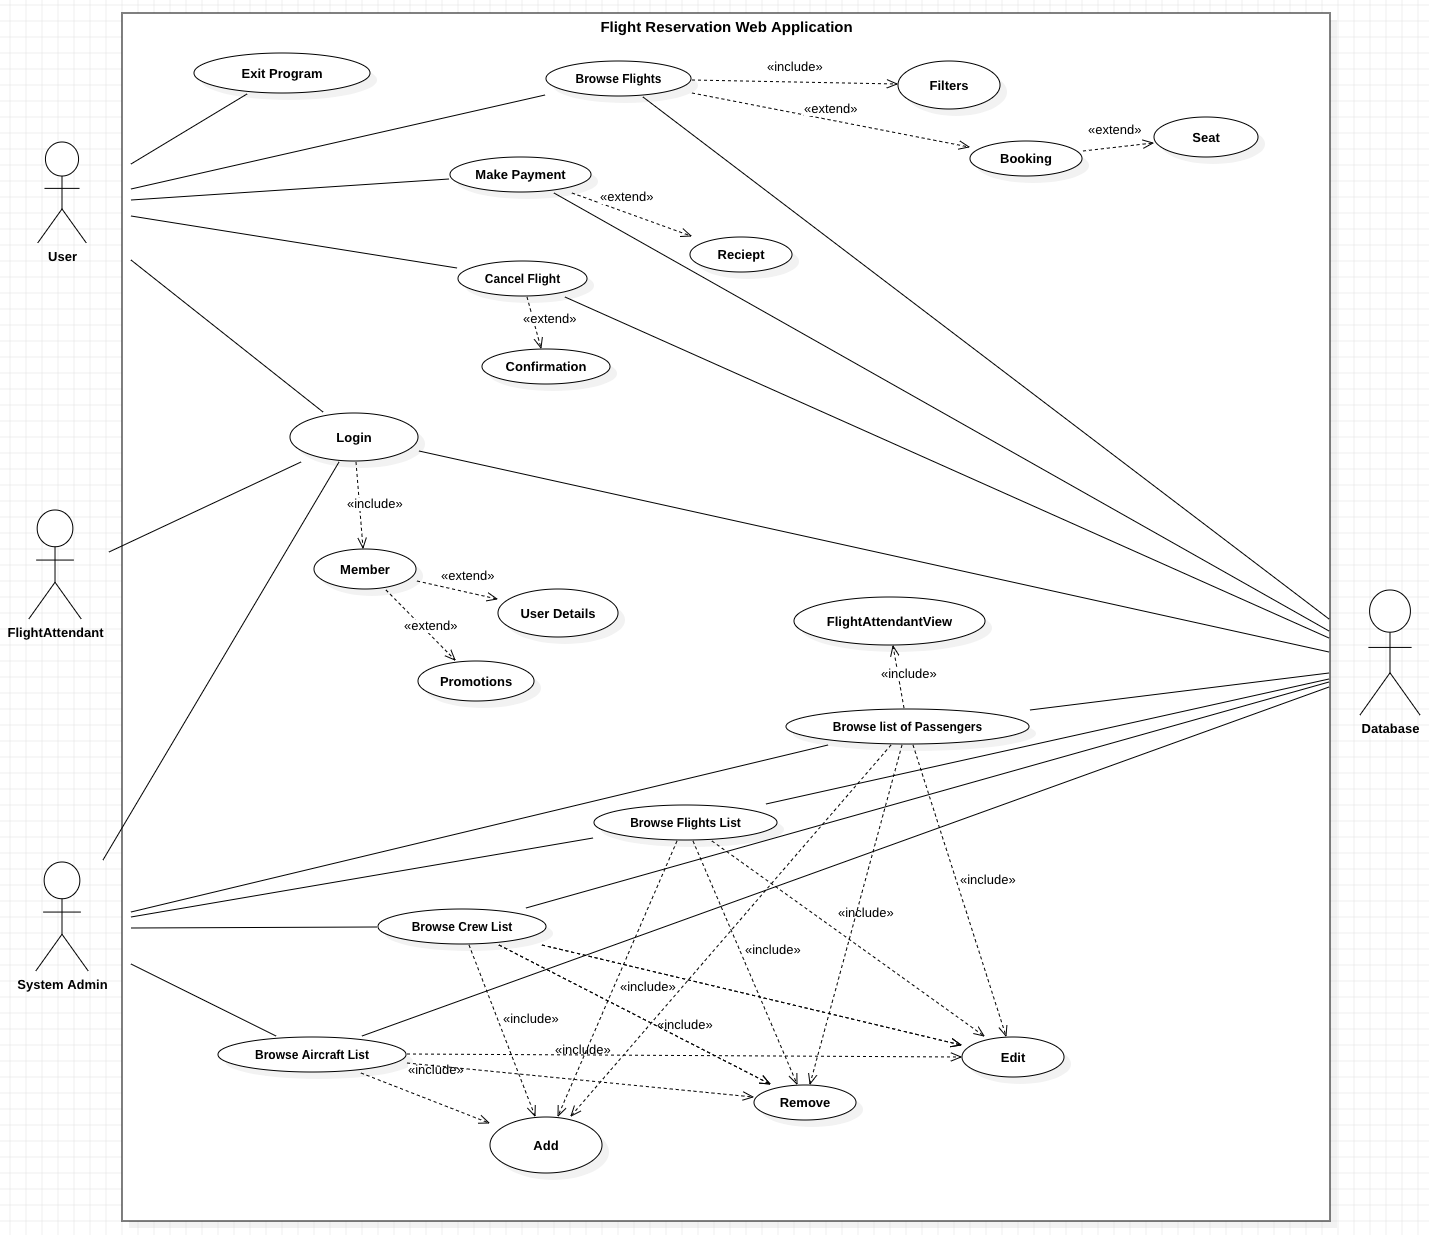 Flight Reservation Web Application
Exit Program
Browse Flights
«include»
Filters
«extend»
Booking
«extend»
Seat
User
Make Payment
«extend»
Reciept
Cancel Flight
«extend»
Confirmation
Login
«include»
Member
«extend»
User Details
«extend»
Promotions
FlightAttendant
FlightAttendantView
«include»
Browse list of Passengers
Database
Browse Flights List
«include»
«include»
Browse Crew List
«include»
System Admin
«include»
«include»
«include»
Browse Aircraft List
«include»
«include»
Edit
Remove
Add